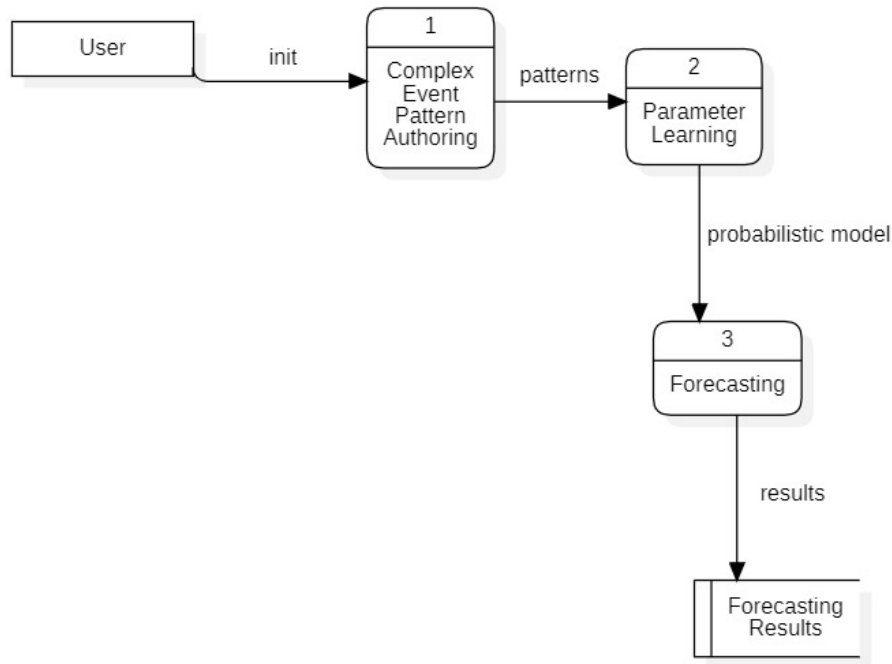 User
init
1
Complex
Event
Pattern
Authoring
patterns
2
Parameter
Learning
probabilistic model
3
Forecasting
results
Forecasting
Results